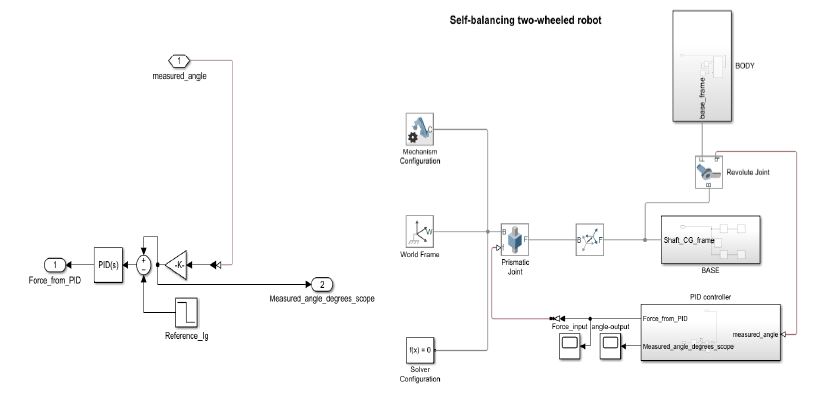 Self-balancing two-wheeled robot
1
measured_angle
-K-
+
−
PID(s)
1
Force_from_PID
2
Measured_angle_degrees_scope
Reference_Ig
base_frame
BODY
C
Mechanism
Configuration
Revolute Joint
F
B
W
World Frame
B
F
Prismatic
Joint
B
F
Shaft_CG_frame
BASE
PID controller
Force_from_PID
measured_angle
Measured_angle_degrees_scope
Force_input
angle-output
f(x) = 0
Solver
Configuration